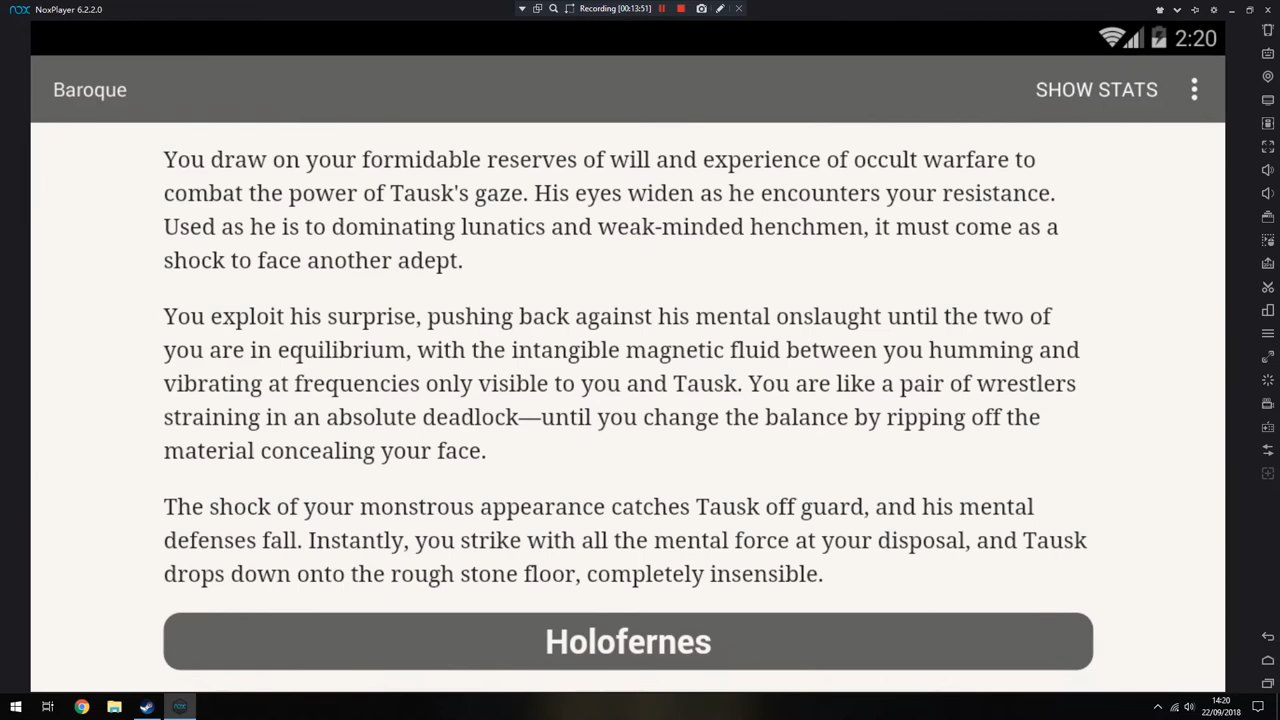 NoxPlayer 6.2.2.0
Recording [00:13:51]
2:20
Baroque
SHOW STATS
You draw on your formidable reserves of will and experience of occult warfare to
combat the power of Tausk's gaze. His eyes widen as he encounters your resistance.
Used as he is to dominating lunatics and weak-minded henchmen, it must come as a
shock to face another adept.
You exploit his surprise, pushing back against his mental onslaught until the two of
you are in equilibrium, with the intangible magnetic fluid between you humming and
vibrating at frequencies only visible to you and Tausk. You are like a pair of wrestlers
straining in an absolute deadlock—until you change the balance by ripping off the
material concealing your face.
The shock of your monstrous appearance catches Tausk off guard, and his mental
defenses fall. Instantly, you strike with all the mental force at your disposal, and Tausk
drops down onto the rough stone floor, completely insensible.
Holofernes
14:20
22/09/2018